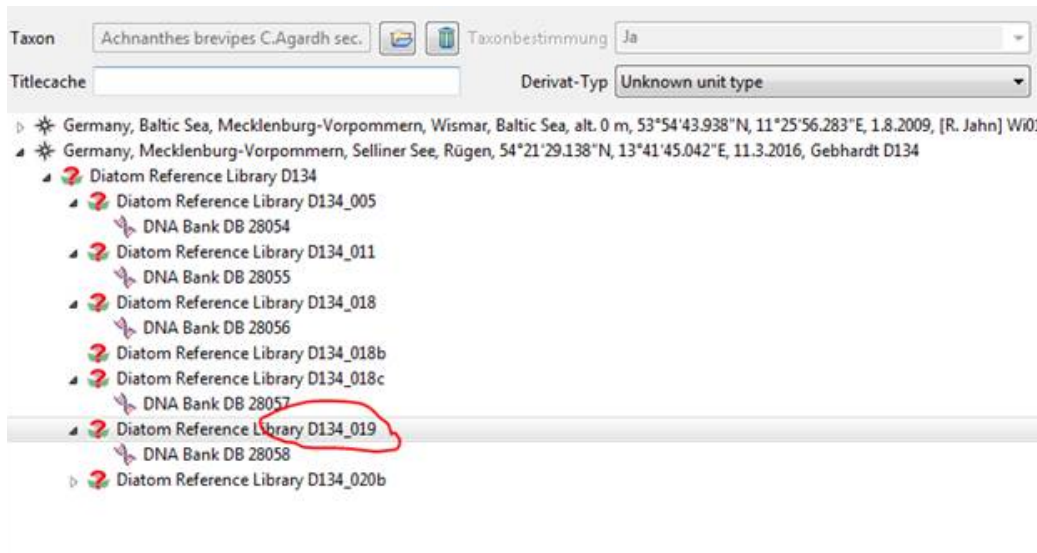 Taxon Achnanthes brevipes C.Agardh sec. Taxonbestimmung Ja
Titlecache Derivat-Typ Unknown unit type
Germany, Baltic Sea, Mecklenburg-Vorpommern, Wismar, Baltic Sea, alt. 0 m, 53°54'43.938"N, 11°25'56.283"E, 1.8.2009, [R. Jahn] Wi01
Germany, Mecklenburg-Vorpommern, Selliner See, Rügen, 54°21'29.138"N, 13°41'45.042"E, 11.3.2016, Gebhardt D134
Diatom Reference Library D134
Diatom Reference Library D134_005
DNA Bank DB 28054
Diatom Reference Library D134_011
DNA Bank DB 28055
Diatom Reference Library D134_018
DNA Bank DB 28056
Diatom Reference Library D134_018b
Diatom Reference Library D134_018c
DNA Bank DB 28057
Diatom Reference Library D134_019
DNA Bank DB 28058
Diatom Reference Library D134_020b